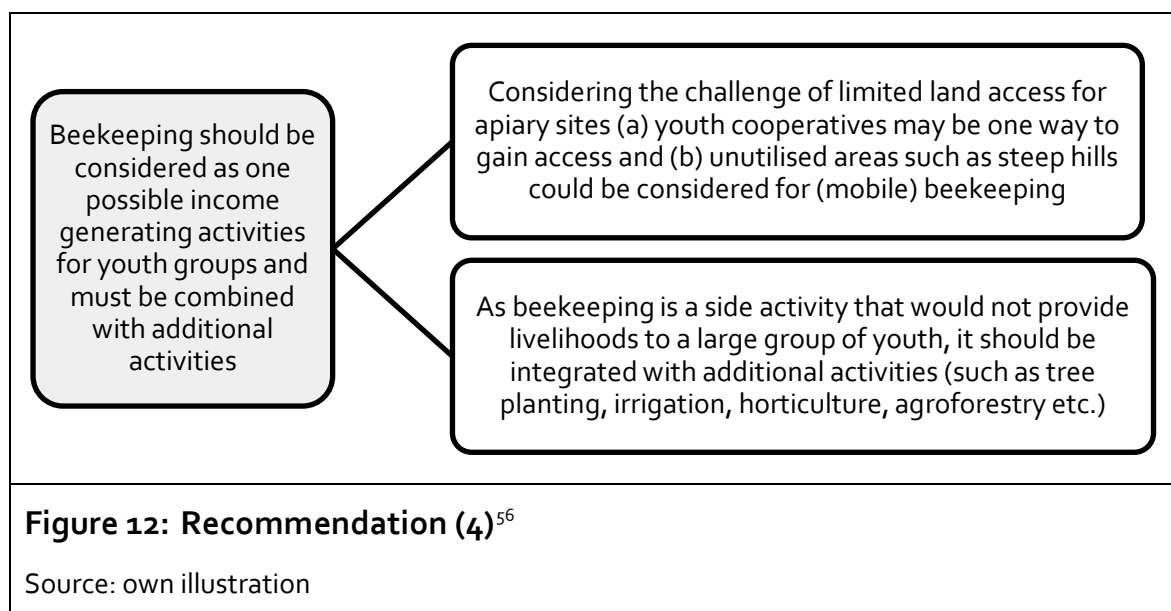 Beekeeping should be
considered as one
possible income
generating activities
for youth groups and
must be combined
with additional
activities
Considering the challenge of limited land access for
apiary sites (a) youth cooperatives may be one way to
gain access and (b) unutilised areas such as steep hills
could be considered for (mobile) beekeeping
As beekeeping is a side activity that would not provide
livelihoods to a large group of youth, it should be
integrated with additional activities (such as tree
planting, irrigation, horticulture, agroforestry etc.)
Figure 12: Recommendation (4)56
Source: own illustration